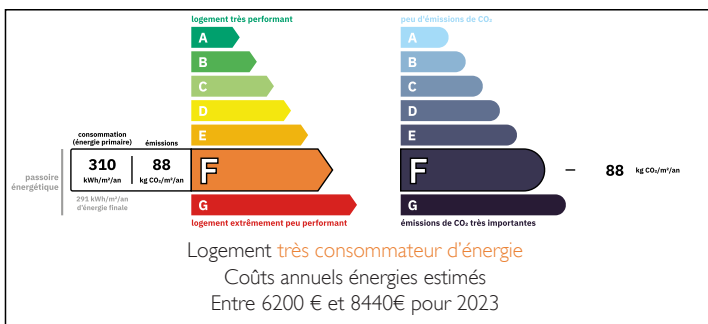 logement très performant
A
B
C
D
E
consommation
(énergie primaire)
émissions
passoire
énergétique
310
kWh/m²/an
88
kg CO₂/m²/an
F
291 kWh/m²/an
d'énergie finale
G
logement extrêmement peu performant
peu d'émissions de CO₂
A
B
C
D
E
F
88 kg CO₂/m²/an
G
émissions de CO₂ très importantes
Logement très consommateur d'énergie
Coûts annuels énergies estimés
Entre 6200 € et 8440€ pour 2023